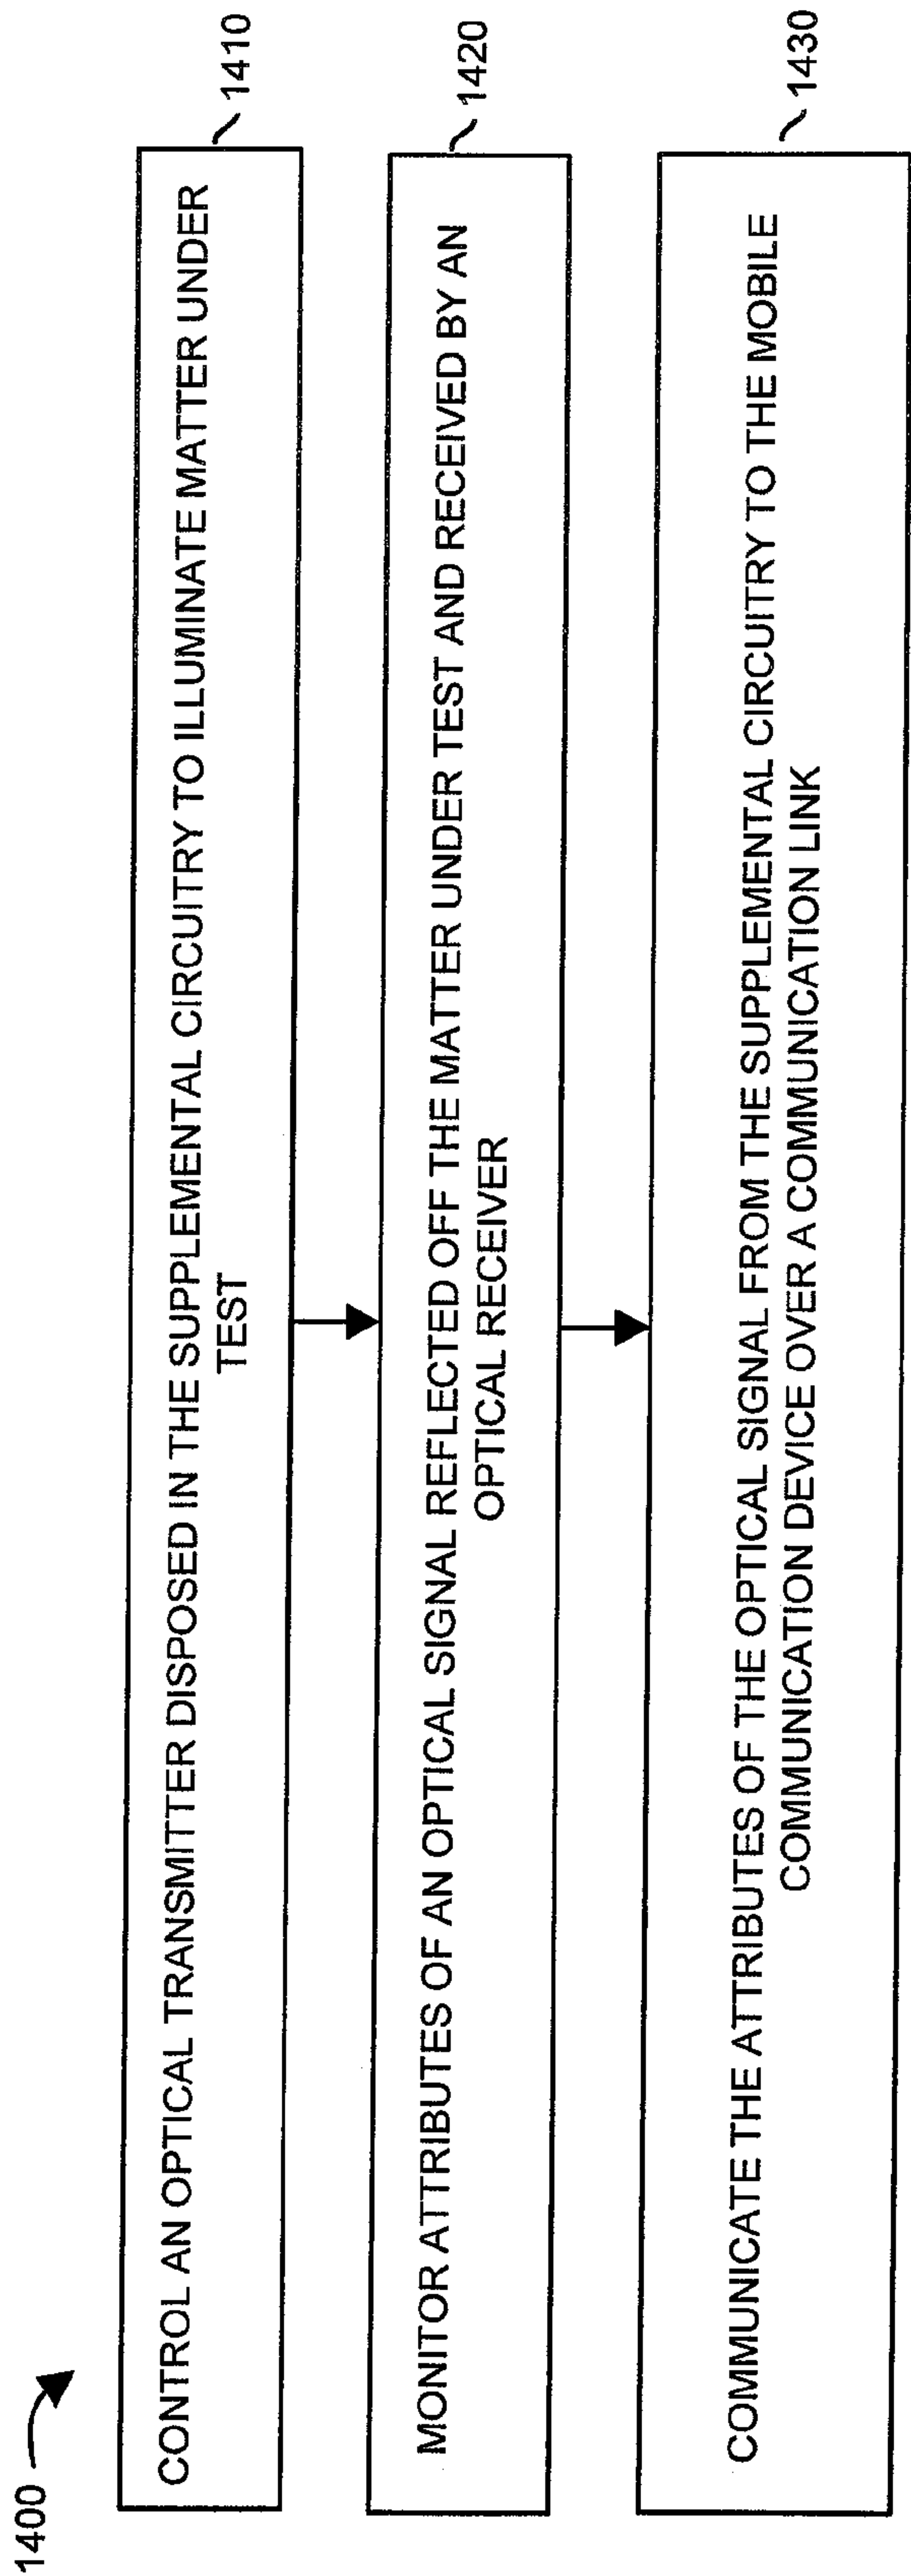 1400
CONTROL AN OPTICAL TRANSMITTER DISPOSED IN THE SUPPLEMENTAL CIRCUITRY TO ILLUMINATE MATTER UNDER
TEST
1410
MONITOR ATTRIBUTES OF AN OPTICAL SIGNAL REFLECTED OFF THE MATTER UNDER TEST AND RECEIVED BY AN
OPTICAL RECEIVER
1420
COMMUNICATE THE ATTRIBUTES OF THE OPTICAL SIGNAL FROM THE SUPPLEMENTAL CIRCUITRY TO THE MOBILE
COMMUNICATION DEVICE OVER A COMMUNICATION LINK
1430